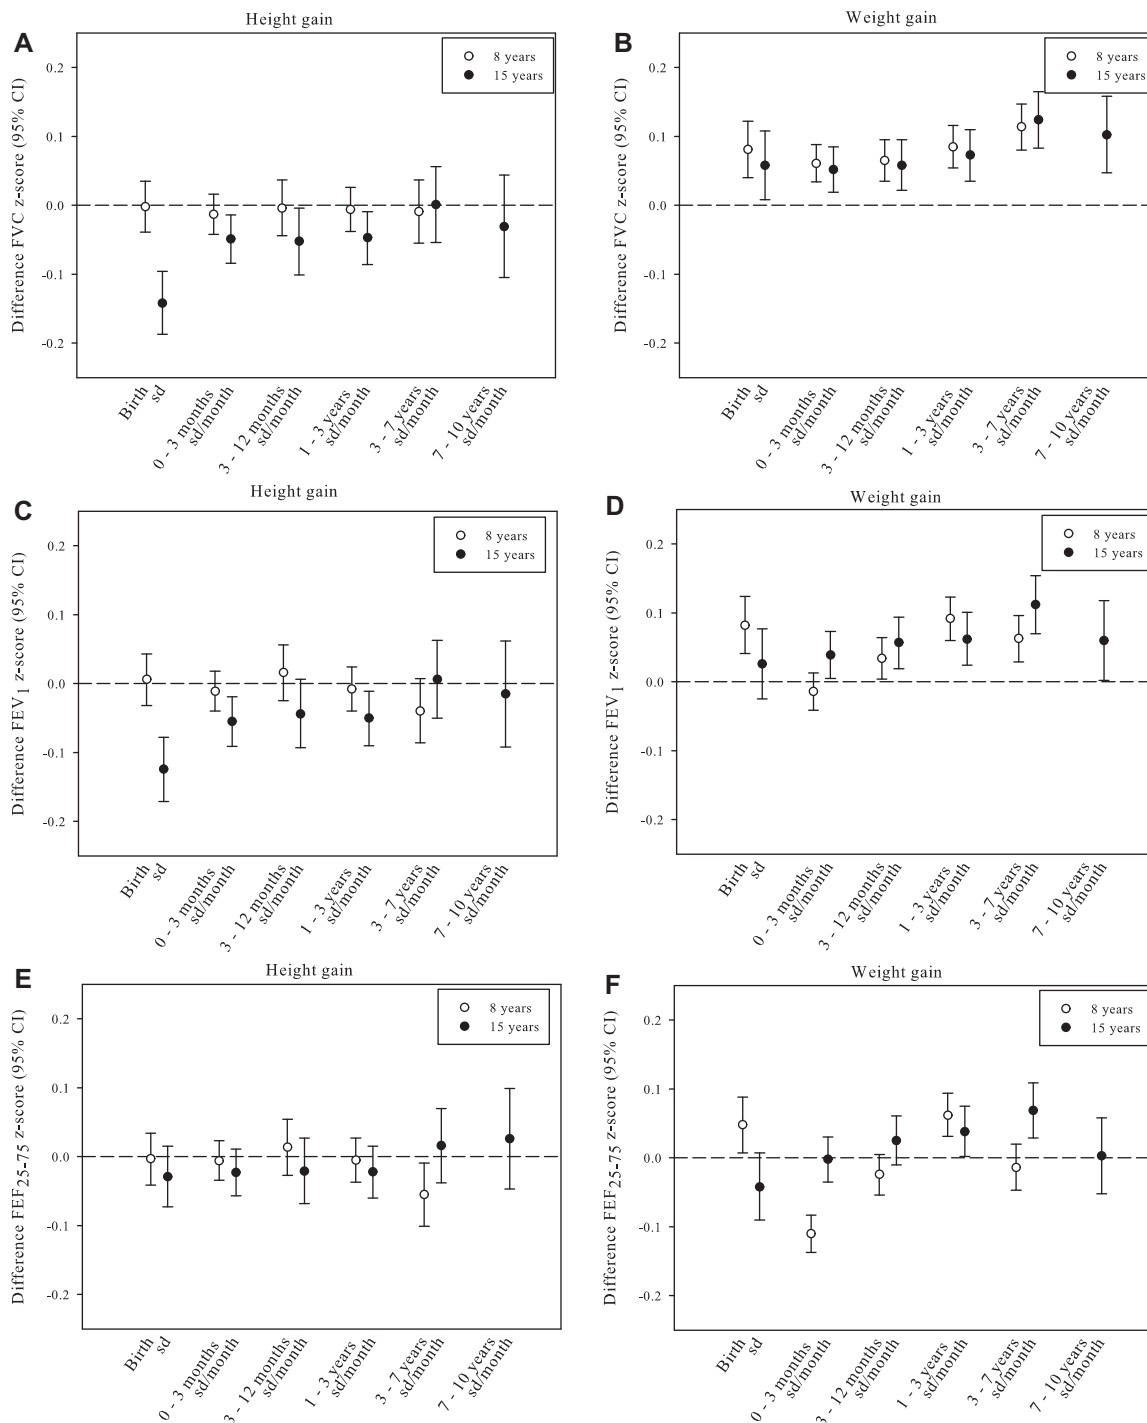 A
Height gain
8 years
15 years
Difference FVC z-score (95% CI)
0.2
0.1
0.0
-0.1
-0.2
Birth
sd
0 - 3 months
sd/month
3 - 12 months
sd/month
1 - 3 years
sd/month
3 - 7 years
sd/month
7 - 10 years
sd/month
B
Weight gain
8 years
15 years
Difference FVC z-score (95% CI)
0.2
0.1
0.0
-0.1
-0.2
Birth
sd
0 - 3 months
sd/month
3 - 12 months
sd/month
1 - 3 years
sd/month
3 - 7 years
sd/month
7 - 10 years
sd/month
C
Height gain
8 years
15 years
Difference FEV1 z-score (95% CI)
0.2
0.1
0.0
-0.1
-0.2
Birth
sd
0 - 3 months
sd/month
3 - 12 months
sd/month
1 - 3 years
sd/month
3 - 7 years
sd/month
7 - 10 years
sd/month
D
Weight gain
8 years
15 years
Difference FEV1 z-score (95% CI)
0.2
0.1
0.0
-0.1
-0.2
Birth
sd
0 - 3 months
sd/month
3 - 12 months
sd/month
1 - 3 years
sd/month
3 - 7 years
sd/month
7 - 10 years
sd/month
E
Height gain
8 years
15 years
Difference FEF25-75 z-score (95% CI)
0.2
0.1
0.0
-0.1
-0.2
Birth
sd
0 - 3 months
sd/month
3 - 12 months
sd/month
1 - 3 years
sd/month
3 - 7 years
sd/month
7 - 10 years
sd/month
F
Weight gain
8 years
15 years
Difference FEF25-75 z-score (95% CI)
0.2
0.1
0.0
-0.1
-0.2
Birth
sd
0 - 3 months
sd/month
3 - 12 months
sd/month
1 - 3 years
sd/month
3 - 7 years
sd/month
7 - 10 years
sd/month